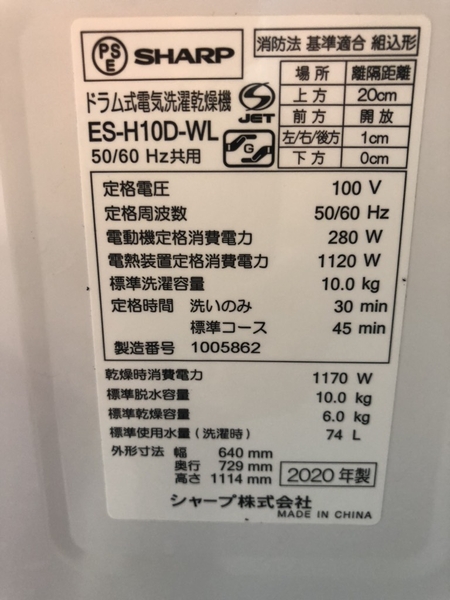 PSE SHARP
ドラム式電気洗濯乾燥機
ES-H10D-WL
50/60 Hz共用
S JET
G
消防法 基準適合 組込形
場所 離隔距離
上方 20cm
前方 開放
左/右/後方 1cm
下方 0cm
定格電圧 100 V
定格周波数 50/60 Hz
電動機定格消費電力 280 W
電熱装置定格消費電力 1120 W
標準洗濯容量 10.0 kg
定格時間 洗いのみ 30 min
標準コース 45 min
製造番号 1005862
乾燥時消費電力 1170 W
標準脱水容量 10.0 kg
標準乾燥容量 6.0 kg
標準使用水量(洗濯時) 74 L
外形寸法 幅 640 mm
奥行 729 mm
高さ 1114 mm
2020年製
シャープ株式会社
MADE IN CHINA